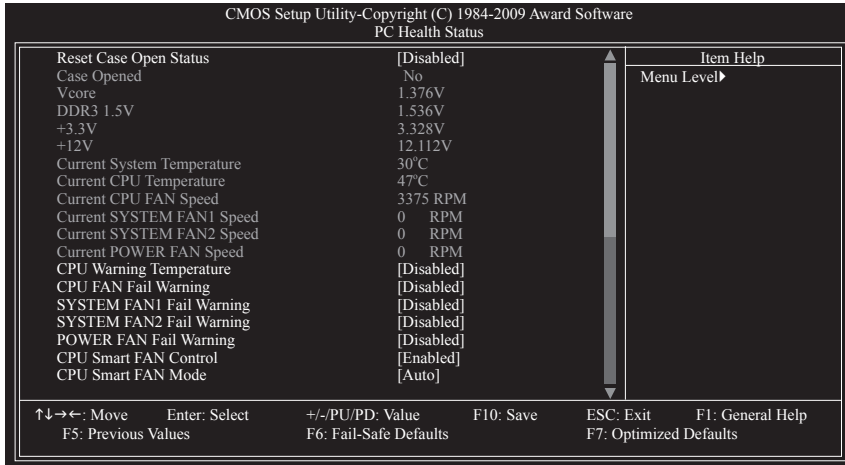 CMOS Setup Utility-Copyright (C) 1984-2009 Award Software
PC Health Status
Reset Case Open Status [Disabled]
Case Opened No
Vcore 1.376V
DDR3 1.5V 1.536V
+3.3V 3.328V
+12V 12.112V
Current System Temperature 30°C
Current CPU Temperature 47°C
Current CPU FAN Speed 3375 RPM
Current SYSTEM FAN1 Speed 0 RPM
Current SYSTEM FAN2 Speed 0 RPM
Current POWER FAN Speed 0 RPM
CPU Warning Temperature [Disabled]
CPU FAN Fail Warning [Disabled]
SYSTEM FAN1 Fail Warning [Disabled]
SYSTEM FAN2 Fail Warning [Disabled]
POWER FAN Fail Warning [Disabled]
CPU Smart FAN Control [Enabled]
CPU Smart FAN Mode [Auto]
Item Help
Menu Level▶
↑↓→←: Move Enter: Select +/-/PU/PD: Value F10: Save ESC: Exit F1: General Help
F5: Previous Values F6: Fail-Safe Defaults F7: Optimized Defaults